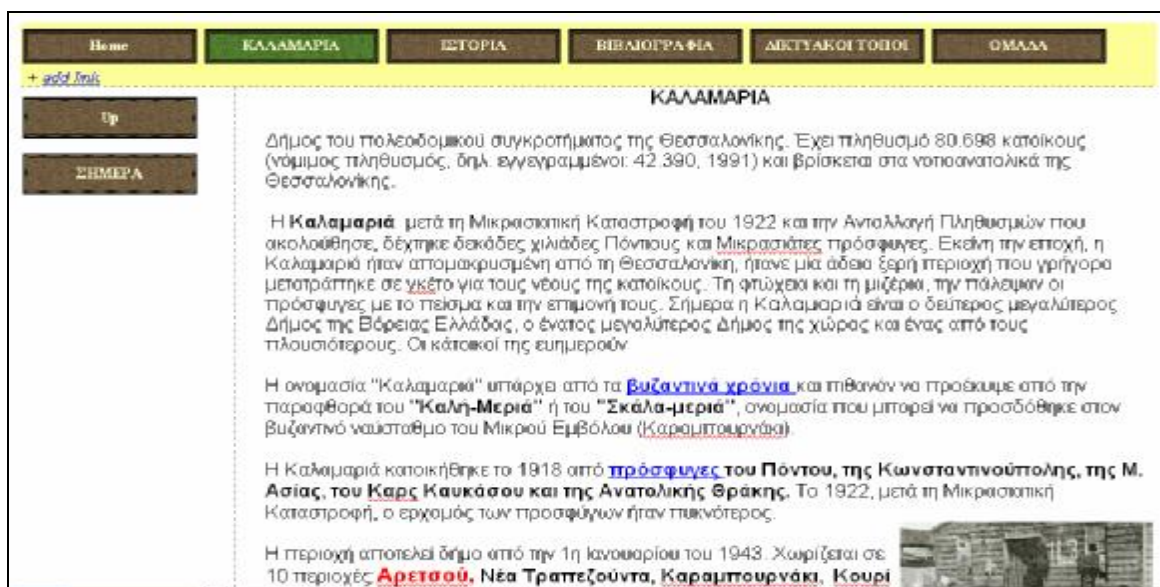 Home ΚΑΛΑΜΑΡΙΑ ΙΣΤΟΡΙΑ ΒΙΒΛΙΟΓΡΑΦΙΑ ΔΙΚΤΥΑΚΟΙ ΤΟΠΟΙ ΟΜΑΔΑ
+ add link
Up
ΣΗΜΕΡΑ
ΚΑΛΑΜΑΡΙΑ
Δήμος του πολεοδομικού συγκροτήματος της Θεσσαλονίκης. Έχει πληθυσμό 80.698 κατοίκους
(νόμιμος πληθυσμός, δηλ. εγγεγραμμένοι: 42.390, 1991) και βρίσκεται στα νοτιοανατολικά της
Θεσσαλονίκης.
Η Καλαμαριά μετά τη Μικρασιατική Καταστροφή του 1922 και την Ανταλλαγή Πληθυσμών που
ακολούθησε, δέχτηκε δεκάδες χιλιάδες Πόντιους και Μικρασιάτες πρόσφυγες. Εκείνη την εποχή, η
Καλαμαριά ήταν απομακρυσμένη από τη Θεσσαλονίκη, ήτανε μία άδεια ξερή περιοχή που γρήγορα
μετατράπηκε σε γκέτο για τους νέους της κατοίκους. Τη φτώχεια και τη μιζέρια, την πάλεψαν οι
πρόσφυγες με το πείσμα και την επιμονή τους. Σήμερα η Καλαμαριά είναι ο δεύτερος μεγαλύτερος
Δήμος της Βόρειας Ελλάδας, ο ένατος μεγαλύτερος Δήμος της χώρας και ένας από τους
πλουσιότερους. Οι κάτοικοί της ευημερούν
Η ονομασία "Καλαμαριά" υπάρχει από τα βυζαντινά χρόνια και πιθανόν να προέκυψε από την
παραφθορά του "Καλή-Μεριά" ή του "Σκάλα-μεριά", ονομασία που μπορεί να προσδόθηκε στον
βυζαντινό ναύσταθμο του Μικρού Εμβόλου (Καραμπουρνάκι).
Η Καλαμαριά κατοικήθηκε το 1918 από πρόσφυγες του Πόντου, της Κωνσταντινούπολης, της Μ.
Ασίας, του Καρς Καυκάσου και της Ανατολικής Θράκης. Το 1922, μετά τη Μικρασιατική
Καταστροφή, ο ερχομός των προσφύγων ήταν πυκνότερος.
Η περιοχή αποτελεί δήμο από την 1η Ιανουαρίου του 1943. Χωρίζεται σε
10 περιοχές: Αρετσού, Νέα Τραπεζούντα, Καραμπουρνάκι, Κουρί